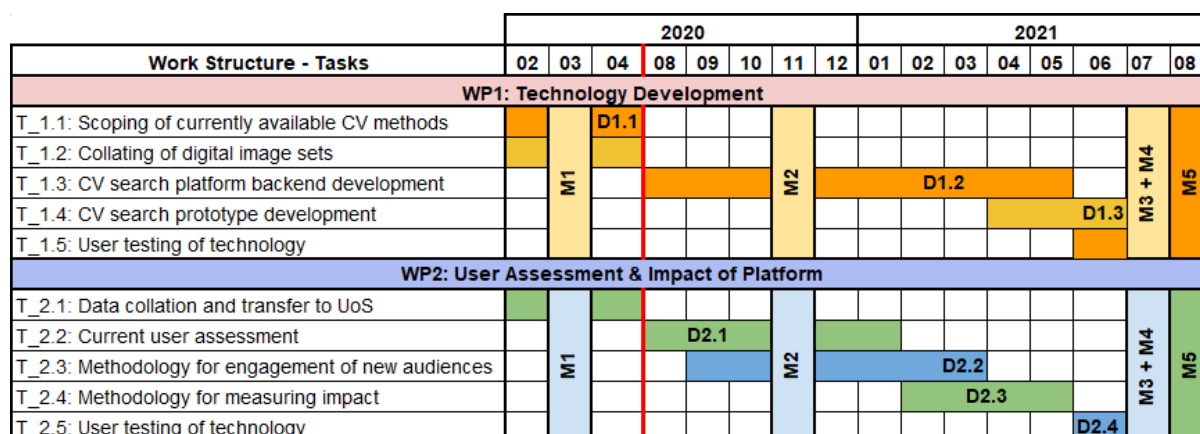 2020 2021
Work Structure - Tasks 02 03 04 08 09 10 11 12 01 02 03 04 05 06 07 08
WP1: Technology Development
T_1.1: Scoping of currently available CV methods D1.1
T_1.2: Collating of digital image sets
T_1.3: CV search platform backend development D1.2
T_1.4: CV search prototype development D1.3
T_1.5: User testing of technology
M1
M2
M3 + M4
M5
WP2: User Assessment & Impact of Platform
T_2.1: Data collation and transfer to UoS
T_2.2: Current user assessment D2.1
T_2.3: Methodology for engagement of new audiences D2.2
T_2.4: Methodology for measuring impact D2.3
T_2.5: User testing of technology D2.4
M1
M2
M3 + M4
M5